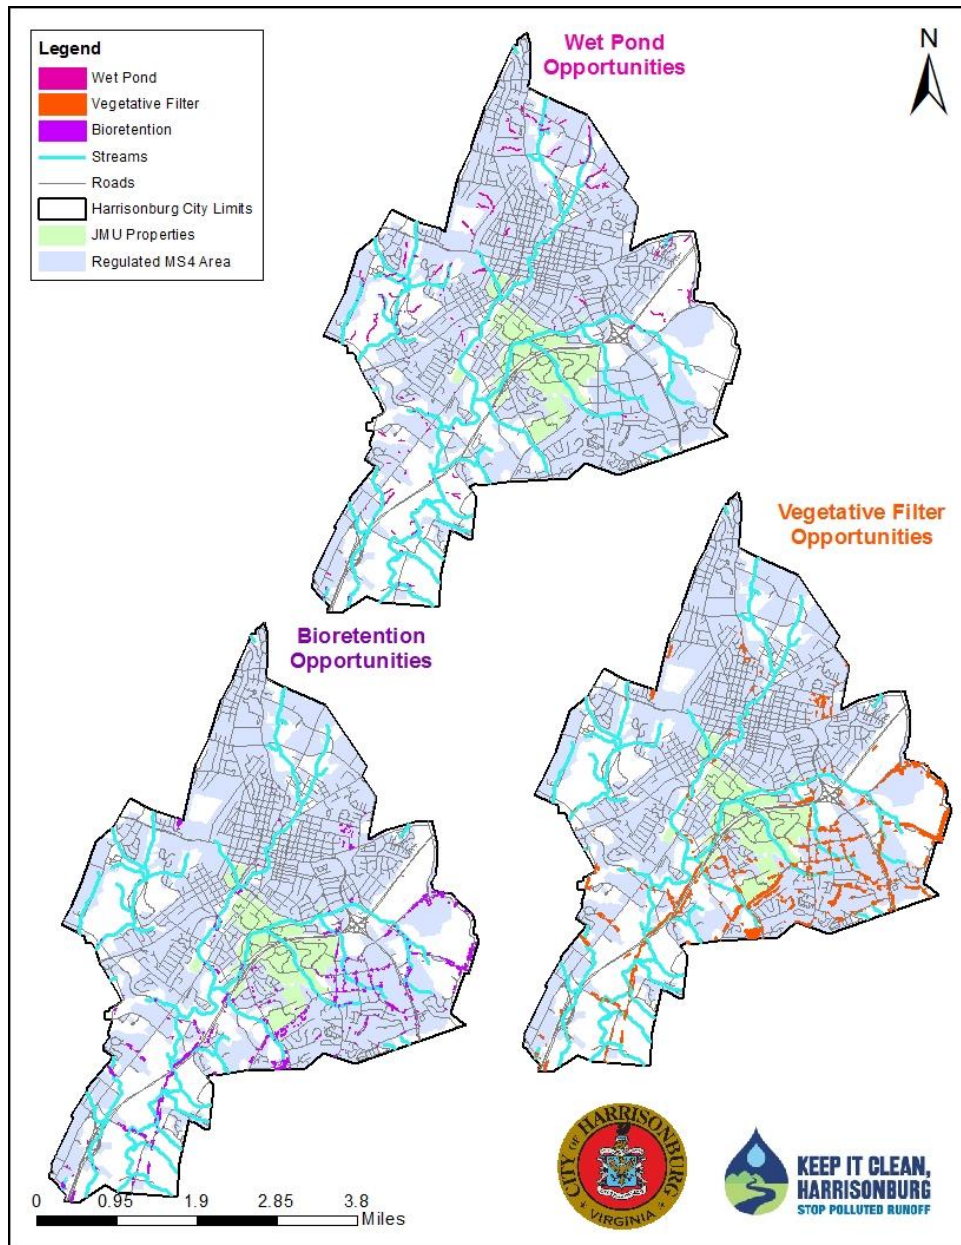 Legend
Wet Pond
Vegetative Filter
Bioretention
Streams
Roads
Harrisonburg City Limits
JMU Properties
Regulated MS4 Area
Wet Pond
Opportunities
N
Vegetative Filter
Opportunities
Bioretention
Opportunities
0 0.95 1.9 2.85 3.8
Miles
CITY OF HARRISONBURG
VIRGINIA
KEEP IT CLEAN,
HARRISONBURG
STOP POLLUTED RUNOFF